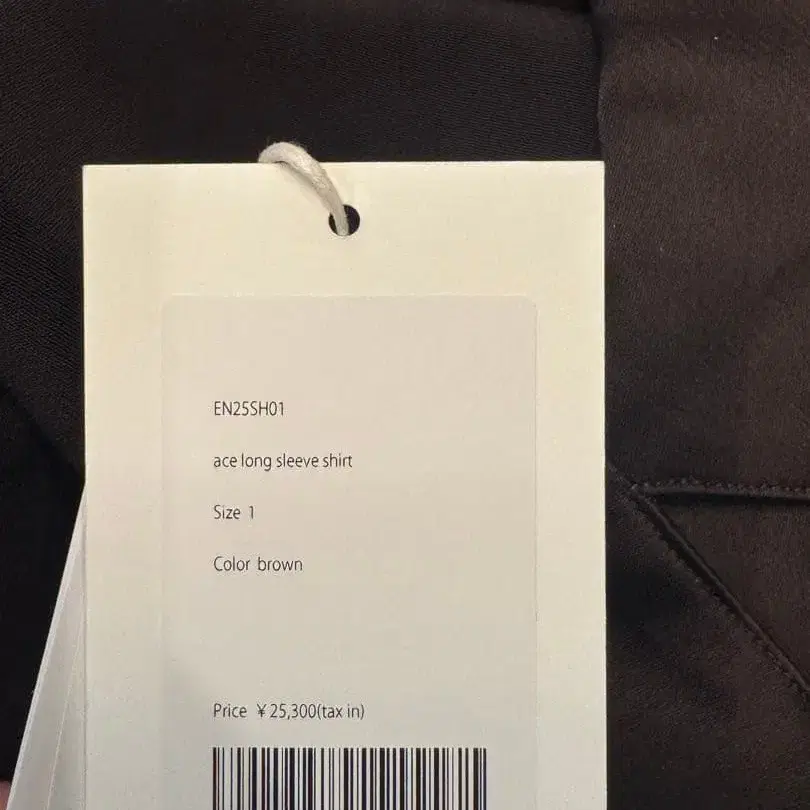 EN25SH01
ace long sleeve shirt
Size 1
Color brown
Price ¥25,300(tax in)